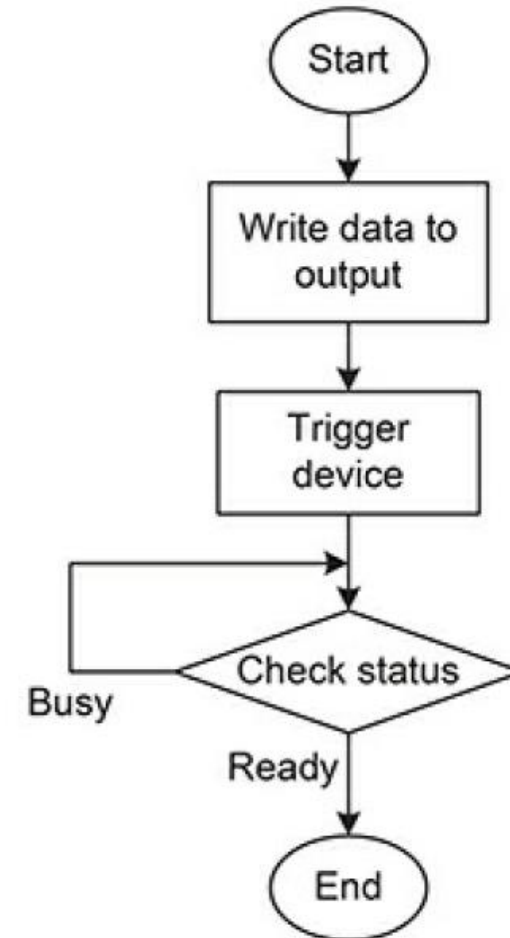 Start
Write data to
output
Trigger
device
Check status
Busy
Ready
End